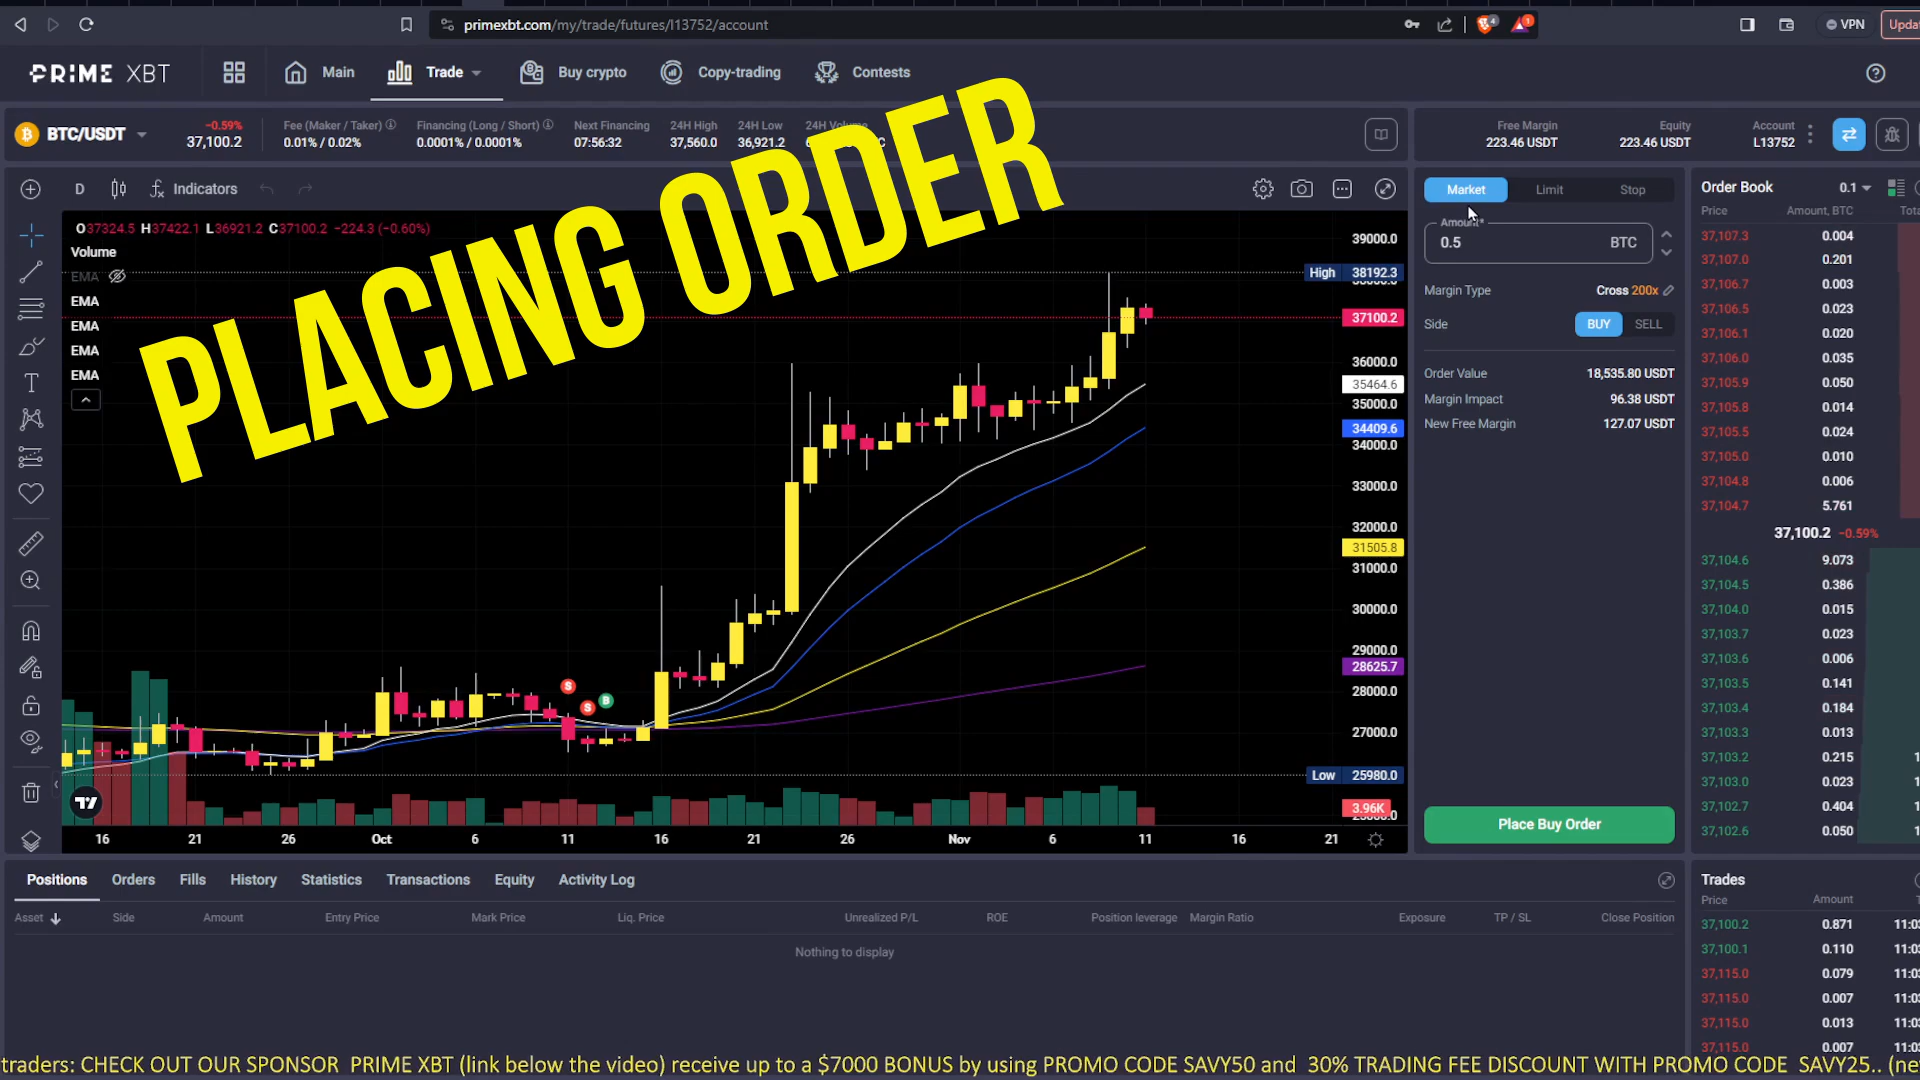 primexbt.com/my/trade/futures/l13752/account
4
1
VPN
PRIME XBT
Main
Trade
Buy crypto
Copy-trading
Contests
BTC/USDT
-0.59%
37,100.2
Fee (Maker / Taker)
0.01% / 0.02%
Financing (Long / Short)
0.0001% / 0.0001%
Next Financing
07:56:32
24H High
37,560.0
24H Low
36,921.2
24H Volume
Free Margin
223.46 USDT
Equity
223.46 USDT
Account
L13752
D
Indicators
PLACING ORDER
O37324.5 H37422.1 L36921.2 C37100.2 −224.3 (−0.60%)
Volume
EMA
EMA
EMA
EMA
EMA
39000.0
High 38192.3
37100.2
36000.0
35464.6
35000.0
34409.6
34000.0
33000.0
32000.0
31505.8
31000.0
30000.0
29000.0
28625.7
28000.0
27000.0
Low 25980.0
3.96K
S
S
B
16 21 26 Oct 6 11 16 21 26 Nov 6 11 16 21
Market Limit Stop
Amount*
0.5 BTC
Margin Type Cross 200x
Side BUY SELL
Order Value 18,535.80 USDT
Margin Impact 96.38 USDT
New Free Margin 127.07 USDT
Place Buy Order
Order Book 0.1
Price Amount, BTC
37,107.3 0.004
37,107.0 0.201
37,106.7 0.003
37,106.5 0.023
37,106.1 0.020
37,106.0 0.035
37,105.9 0.050
37,105.8 0.014
37,105.5 0.024
37,105.0 0.010
37,104.8 0.006
37,104.7 5.761
37,100.2 −0.59%
37,104.6 9.073
37,104.5 0.386
37,104.0 0.015
37,103.7 0.023
37,103.6 0.006
37,103.5 0.141
37,103.4 0.184
37,103.3 0.013
37,103.2 0.215
37,103.0 0.023
37,102.7 0.404
37,102.6 0.050
Positions Orders Fills History Statistics Transactions Equity Activity Log
Asset Side Amount Entry Price Mark Price Liq. Price Unrealized P/L ROE Position leverage Margin Ratio Exposure TP / SL Close Position
Nothing to display
Trades
Price Amount
37,100.2 0.871
37,100.1 0.110
37,115.0 0.079
37,115.0 0.007
37,115.0 0.013
37,115.0 0.007
traders: CHECK OUT OUR SPONSOR PRIME XBT (link below the video) receive up to a $7000 BONUS by using PROMO CODE SAVY50 and 30% TRADING FEE DISCOUNT WITH PROMO CODE SAVY25..